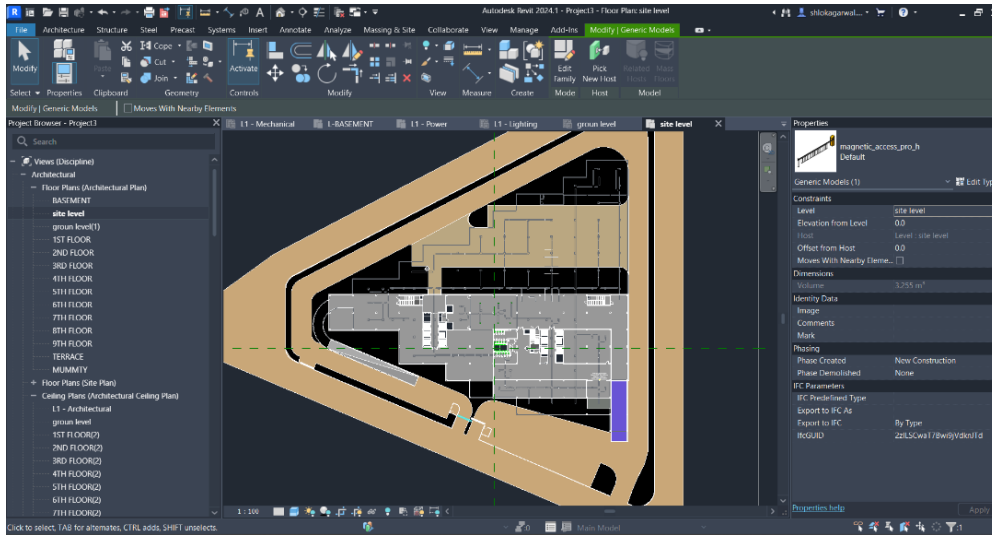 Autodesk Revit 2024.1 - Project3 - Floor Plan: site level
shlokagarwal...
File Architecture Structure Steel Precast Systems Insert Annotate Analyze Massing & Site Collaborate View Manage Add-Ins Modify | Generic Models
Modify Paste Cope Cut Join Activate Edit Family Pick New Host Related Hosts Mass Floors
Select Properties Clipboard Geometry Controls Modify View Measure Create Mode Host Model
Modify | Generic Models Moves With Nearby Elements
Project Browser - Project3
L1 - Mechanical L-BASEMENT L1 - Power L1 - Lighting groun level site level
Search
Views (Discipline)
Architectural
Floor Plans (Architectural Plan)
BASEMENT
site level
groun level(1)
1ST FLOOR
2ND FLOOR
3RD FLOOR
4TH FLOOR
5TH FLOOR
6TH FLOOR
7TH FLOOR
8TH FLOOR
9TH FLOOR
TERRACE
MUMMTY
Floor Plans (Site Plan)
Ceiling Plans (Architectural Ceiling Plan)
L1 - Architectural
groun level
1ST FLOOR(2)
2ND FLOOR(2)
3RD FLOOR(2)
4TH FLOOR(2)
5TH FLOOR(2)
6TH FLOOR(2)
7TH FLOOR(2)
Properties
magnetic_access_pro_h
Default
Generic Models (1) Edit Typ
Constraints
Level site level
Elevation from Level 0.0
Host Level : site level
Offset from Host 0.0
Moves With Nearby Eleme...
Dimensions
Volume 3.255 m³
Identity Data
Image
Comments
Mark
Phasing
Phase Created New Construction
Phase Demolished None
IFC Parameters
IFC Predefined Type
Export to IFC As
Export to IFC By Type
IfcGUID
Properties help Apply
1 : 100
Click to select, TAB for alternates, CTRL adds, SHIFT unselects.
:0 Main Model :1